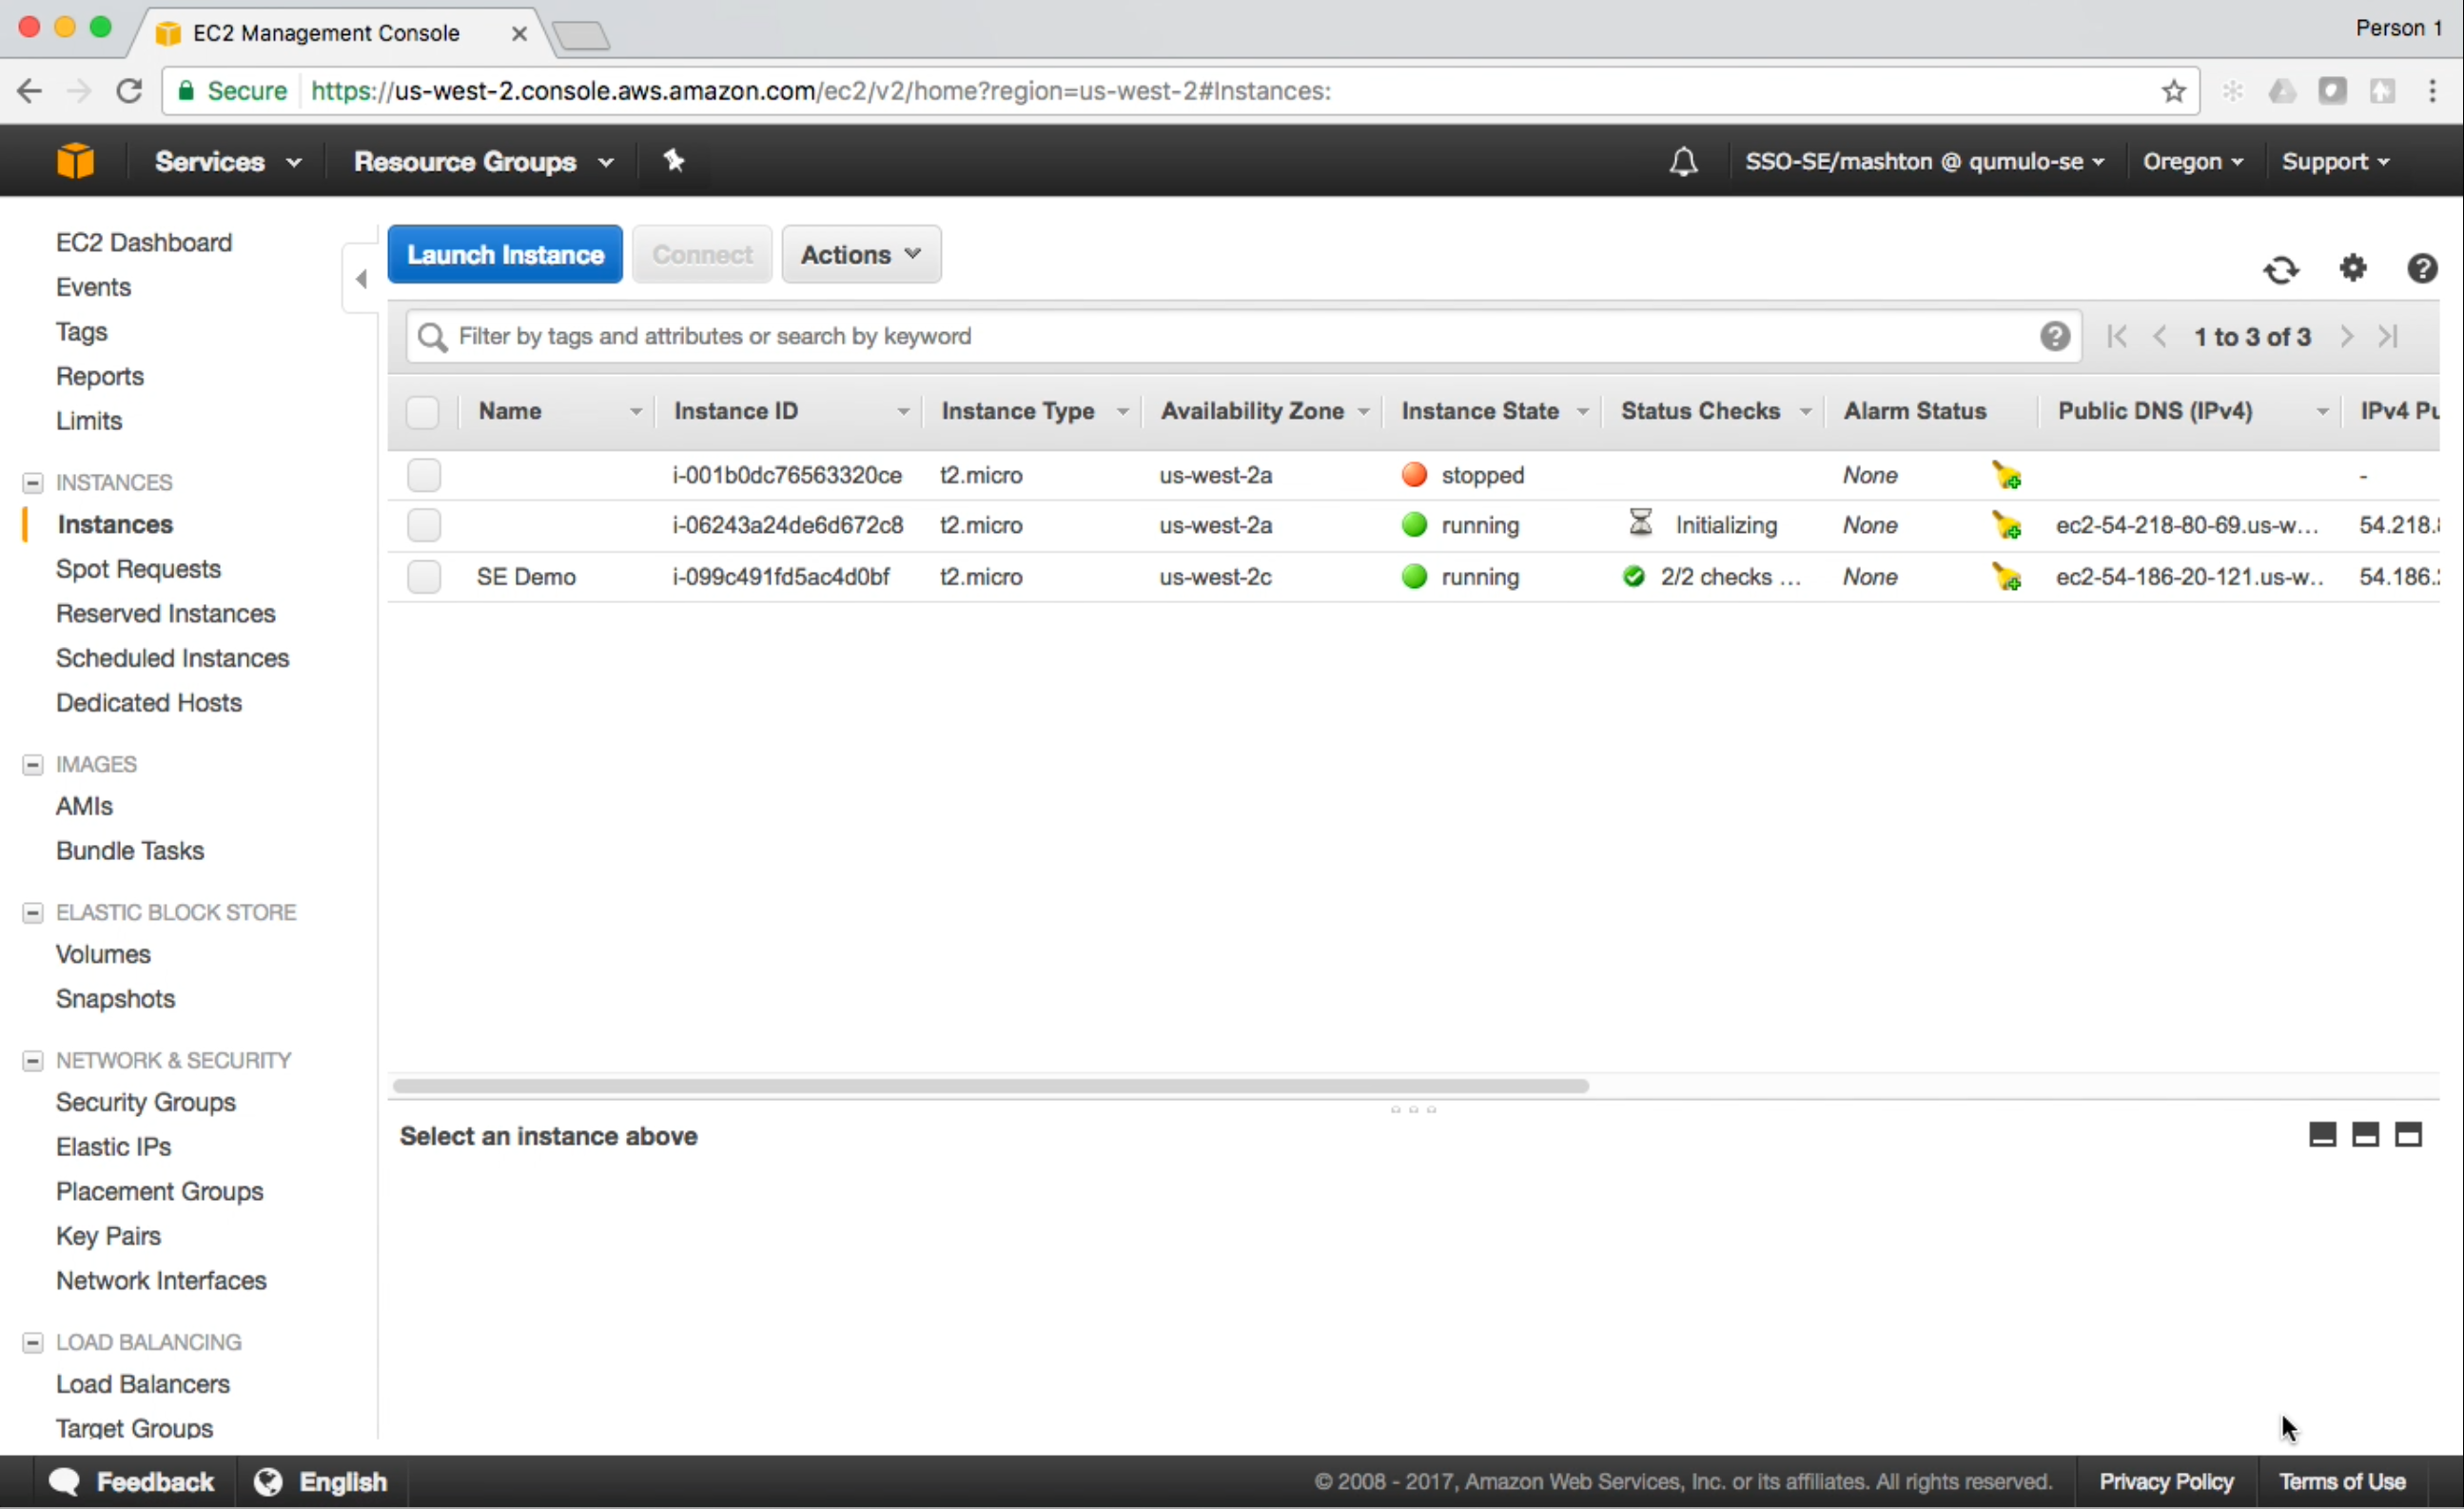 EC2 Management Console
Person 1
Secure https://us-west-2.console.aws.amazon.com/ec2/v2/home?region=us-west-2#Instances:
Services Resource Groups SSO-SE/mashton @ qumulo-se Oregon Support
EC2 Dashboard
Events
Tags
Reports
Limits
INSTANCES
Instances
Spot Requests
Reserved Instances
Scheduled Instances
Dedicated Hosts
IMAGES
AMIs
Bundle Tasks
ELASTIC BLOCK STORE
Volumes
Snapshots
NETWORK & SECURITY
Security Groups
Elastic IPs
Placement Groups
Key Pairs
Network Interfaces
LOAD BALANCING
Load Balancers
Target Groups
Launch Instance Connect Actions
Filter by tags and attributes or search by keyword 1 to 3 of 3
Name Instance ID Instance Type Availability Zone Instance State Status Checks Alarm Status Public DNS (IPv4) IPv4 Pu
i-001b0dc76563320ce t2.micro us-west-2a stopped None -
i-06243a24de6d672c8 t2.micro us-west-2a running Initializing None ec2-54-218-80-69.us-w... 54.218.
SE Demo i-099c491fd5ac4d0bf t2.micro us-west-2c running 2/2 checks ... None ec2-54-186-20-121.us-w.. 54.186.
Select an instance above
Feedback English © 2008 - 2017, Amazon Web Services, Inc. or its affiliates. All rights reserved. Privacy Policy Terms of Use